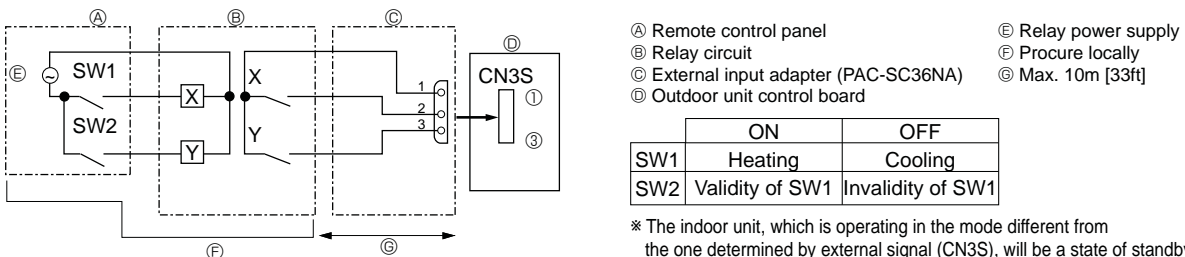 Ⓐ Ⓑ Ⓒ
Ⓓ
Ⓔ SW1 X X 1 CN3S
①
2
SW2 3
Y Y ③
Ⓕ Ⓖ
Ⓐ Remote control panel
Ⓑ Relay circuit
Ⓒ External input adapter (PAC-SC36NA)
Ⓓ Outdoor unit control board
Ⓔ Relay power supply
Ⓕ Procure locally
Ⓖ Max. 10m [33ft]
ON OFF
SW1 Heating Cooling
SW2 Validity of SW1 Invalidity of SW1
※ The indoor unit, which is operating in the mode different from
the one determined by external signal (CN3S), will be a state of standby